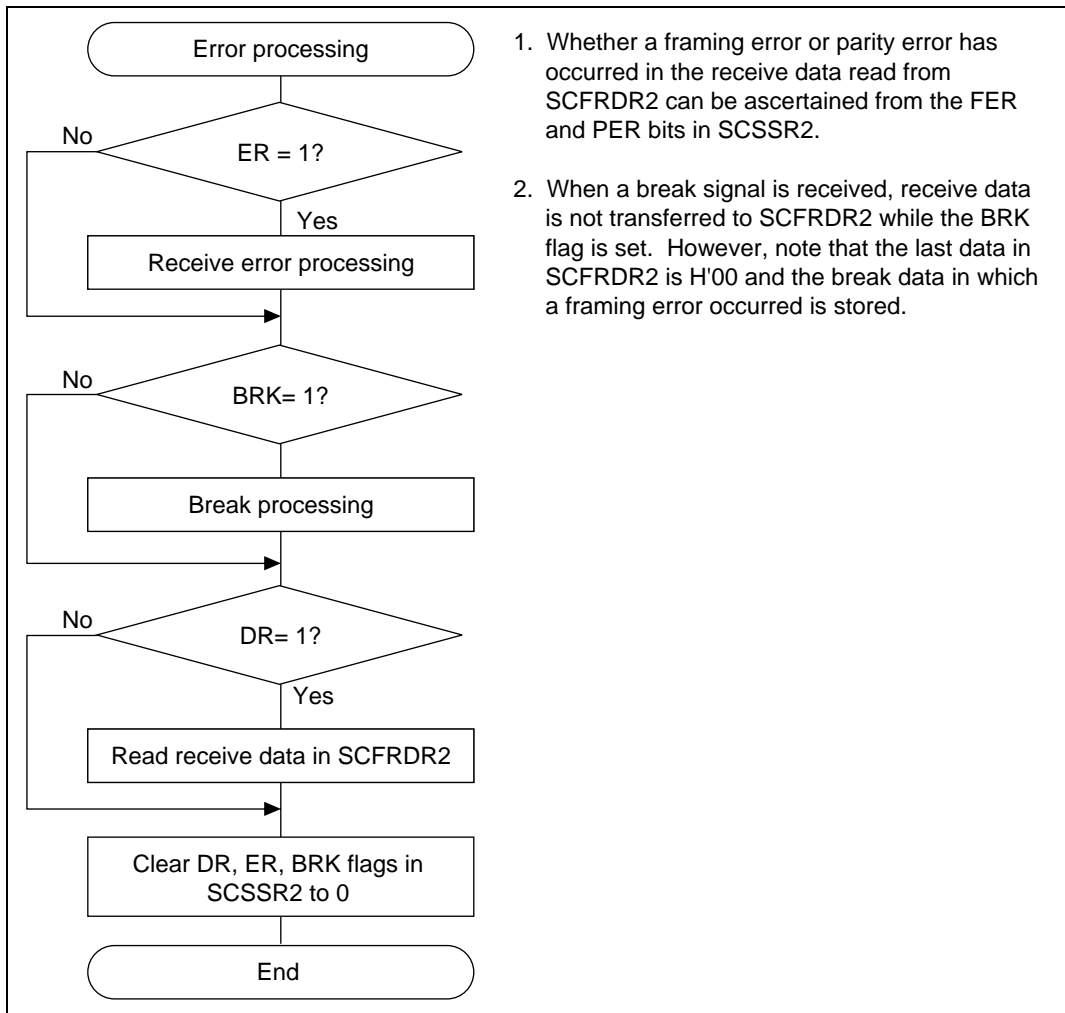 Error processing
No
ER = 1?
Yes
Receive error processing
No
BRK= 1?
Break processing
No
DR= 1?
Yes
Read receive data in SCFRDR2
Clear DR, ER, BRK flags in
SCSSR2 to 0
End
1. Whether a framing error or parity error has
occurred in the receive data read from
SCFRDR2 can be ascertained from the FER
and PER bits in SCSSR2.
2. When a break signal is received, receive data
is not transferred to SCFRDR2 while the BRK
flag is set. However, note that the last data in
SCFRDR2 is H'00 and the break data in which
a framing error occurred is stored.